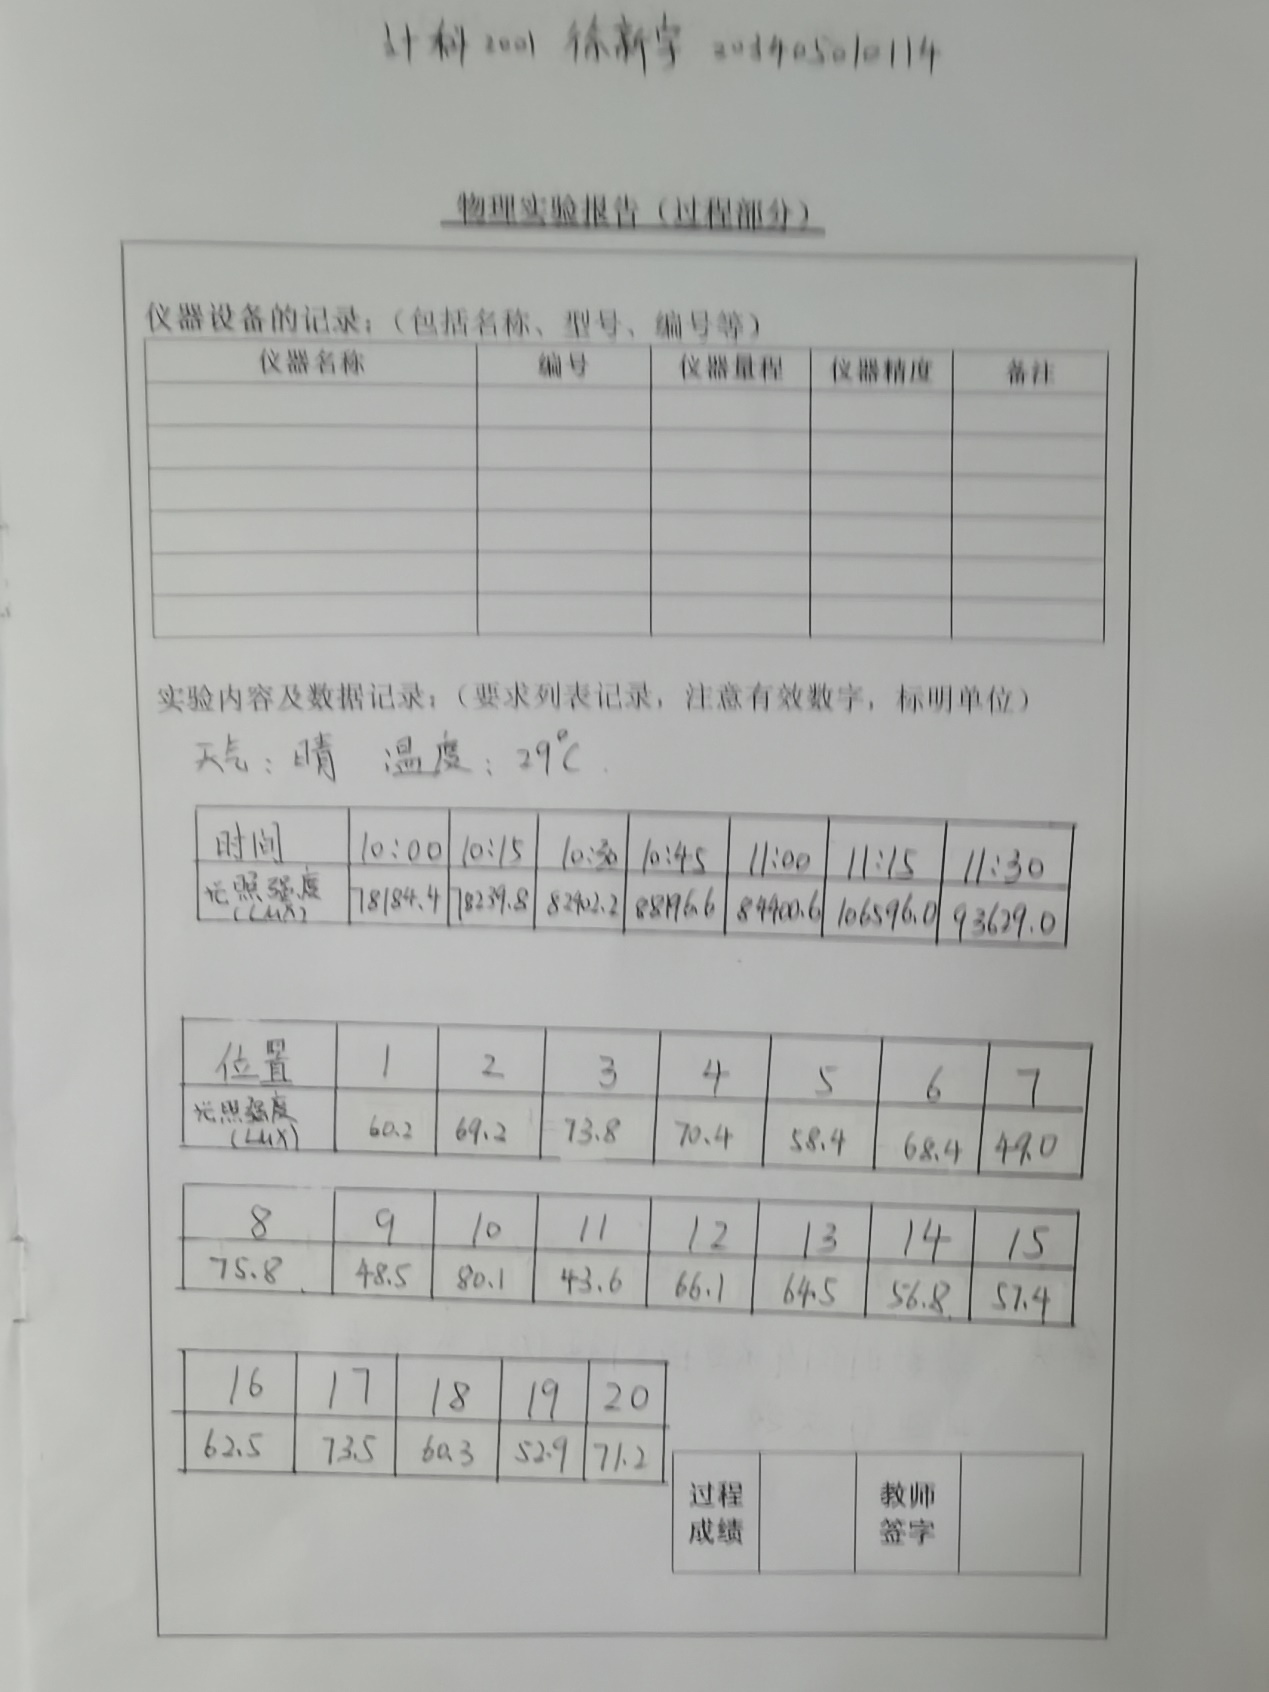 计科2001 徐新宇 203405010114
物理实验报告（过程部分）
仪器设备的记录：（包括名称、型号、编号等）
仪器名称 编号 仪器量程 仪器精度 备注
实验内容及数据记录：（要求列表记录，注意有效数字，标明单位）
天气：晴 温度：29°C.
时间 10:00 10:15 10:30 10:45 11:00 11:15 11:30
光照强度(LUX) 78184.4 78239.8 82402.2 88196.6 84400.6 106596.0 93629.0
位置 1 2 3 4 5 6 7
光照强度(LUX) 60.2 69.2 73.8 70.4 58.4 68.4 49.0
8 9 10 11 12 13 14 15
75.8 48.5 80.1 43.6 66.1 64.5 56.8 57.4
16 17 18 19 20
62.5 73.5 60.3 52.9 71.2
过程成绩 教师签字